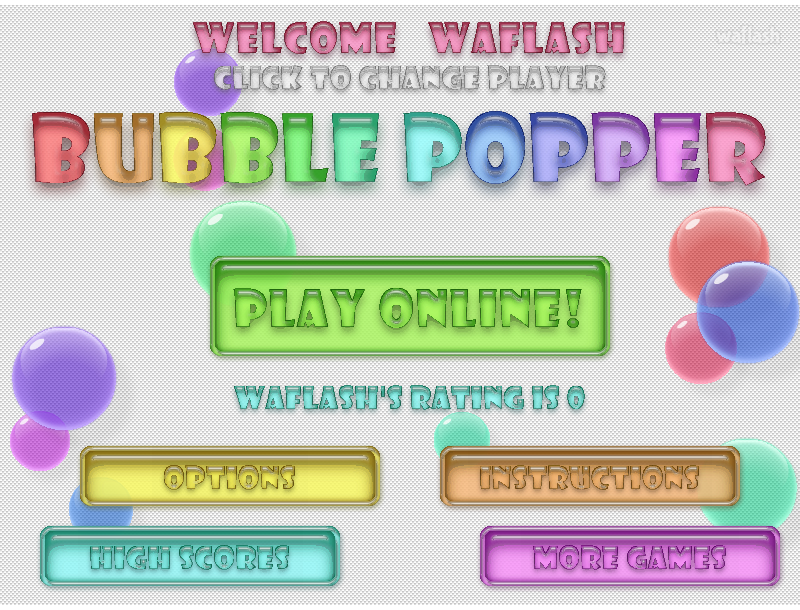 WELCOME WAFLASH
waflash
CLICK TO CHANGE PLAYER
BUBBLE POPPER
PLAY ONLINE!
WAFLASH'S RATING IS 0
OPTIONS
INSTRUCTIONS
HIGH SCORES
MORE GAMES